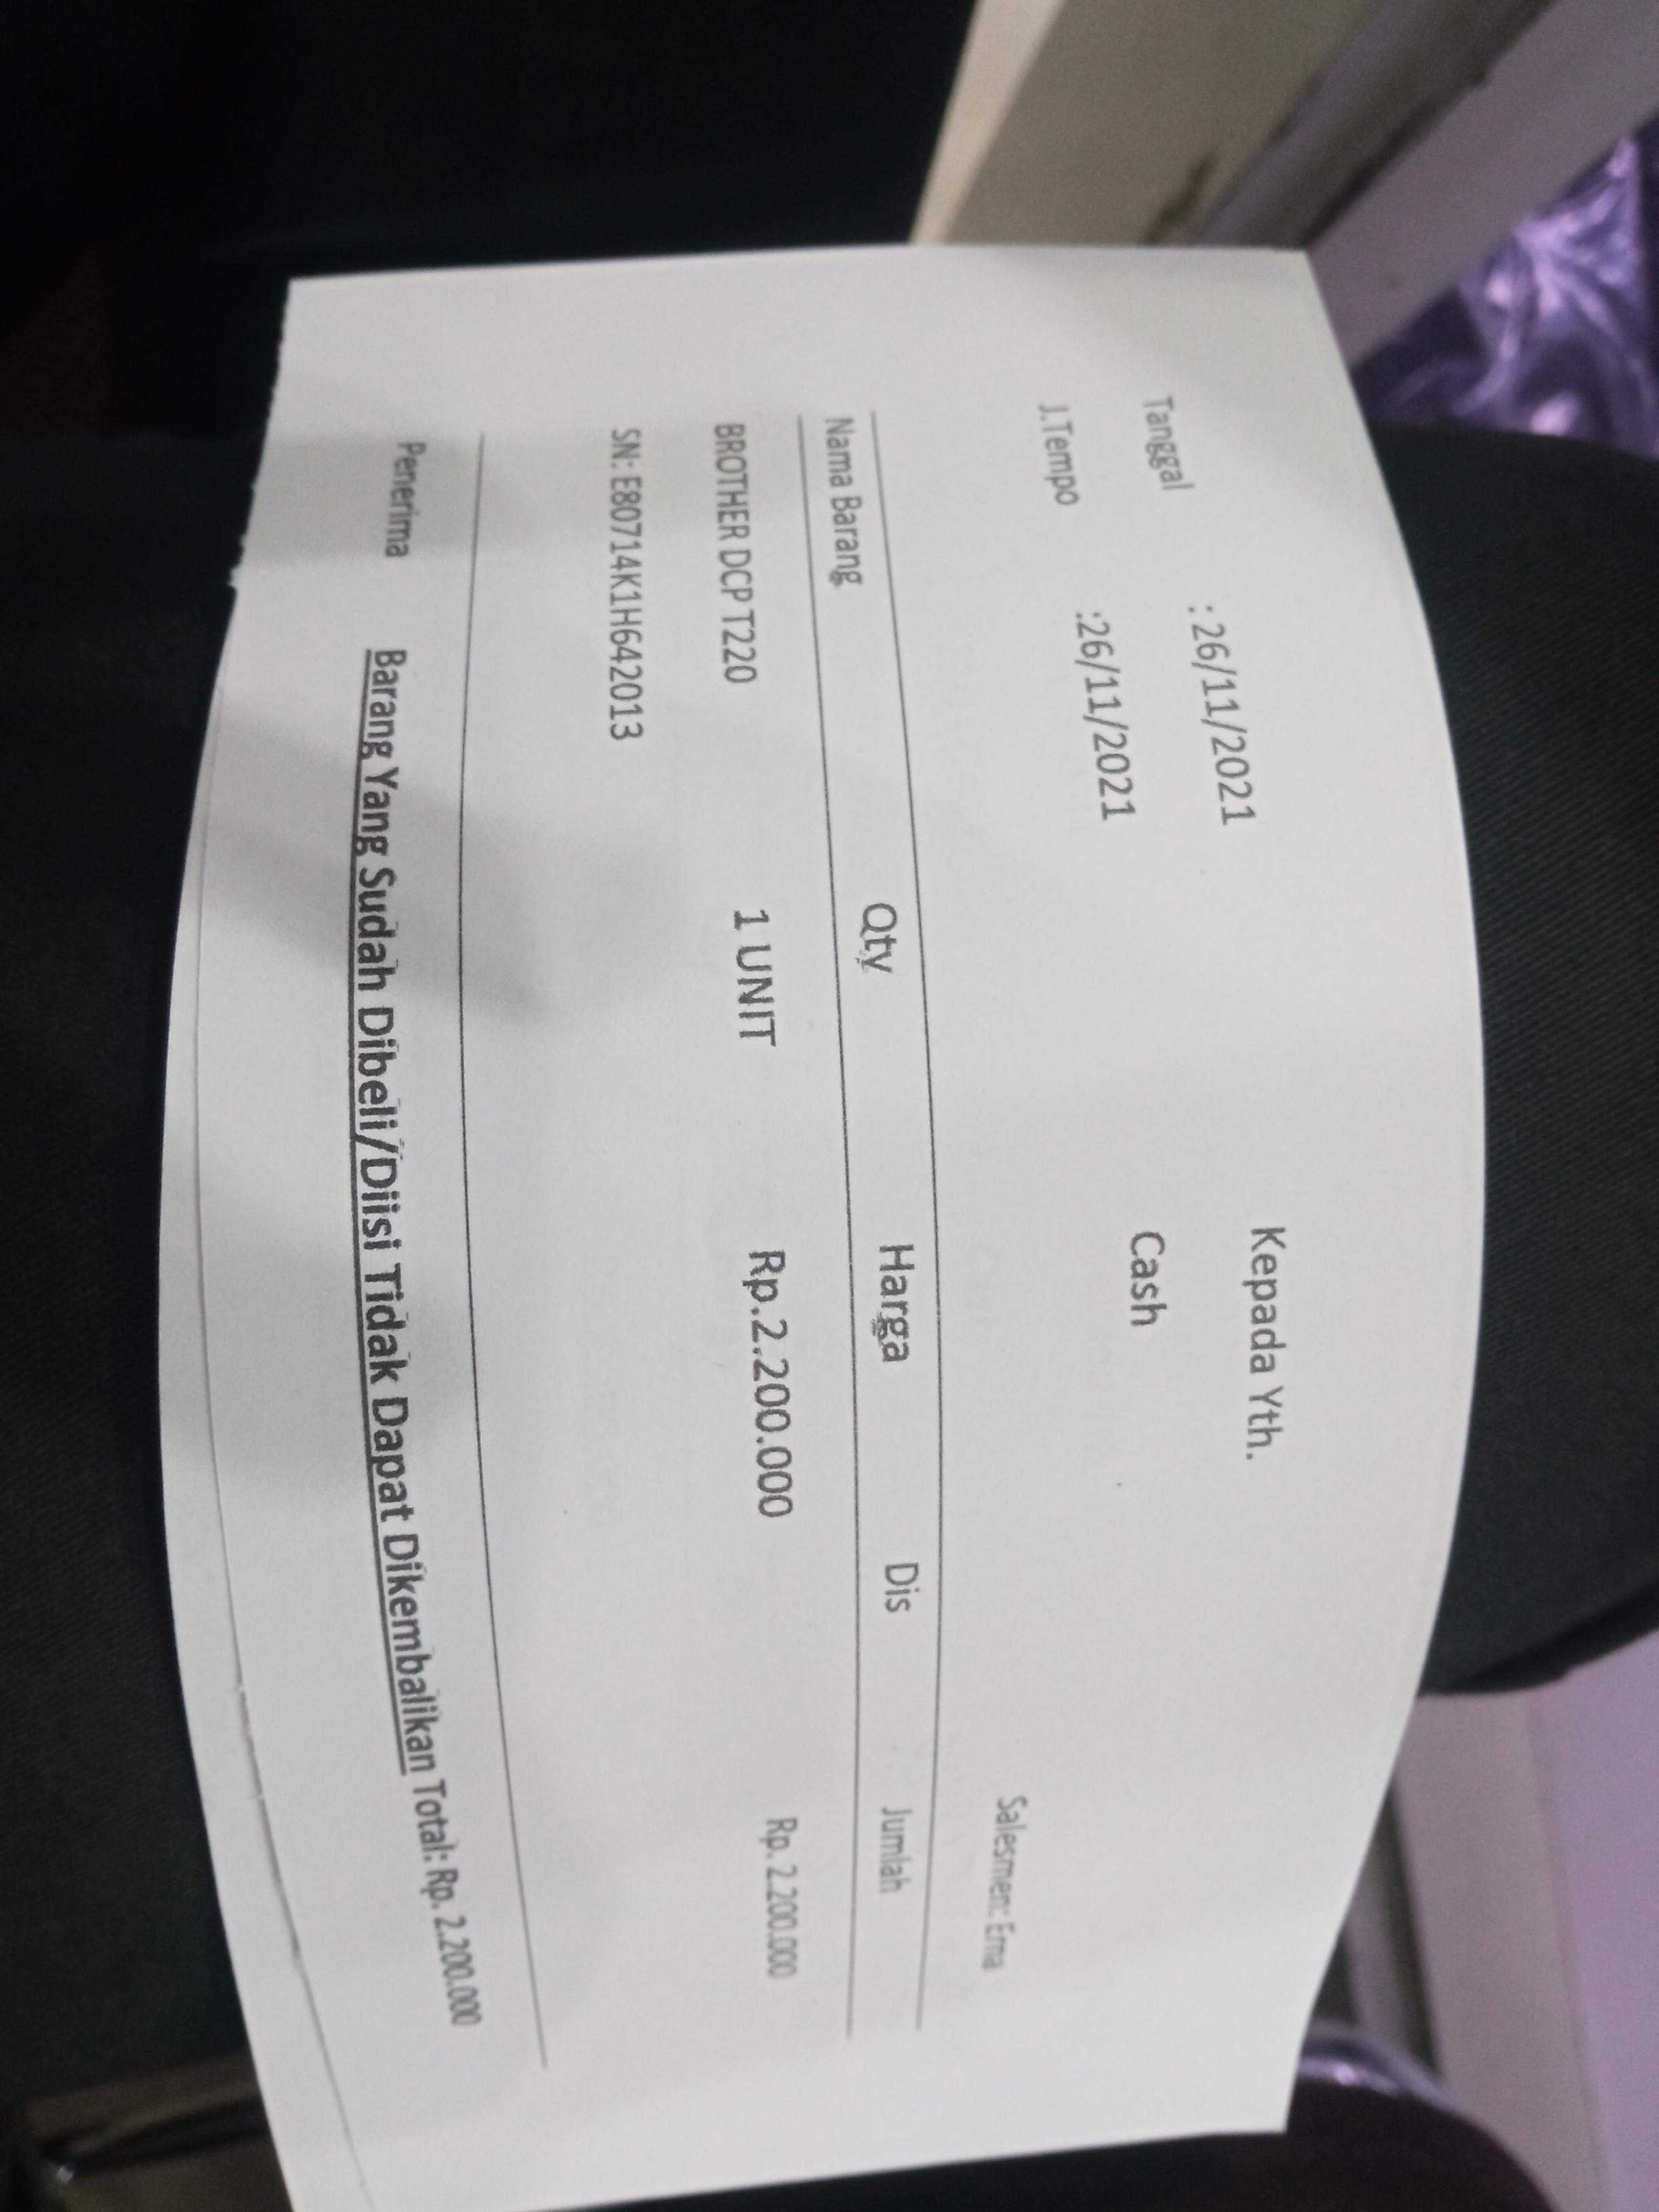 Kepada Yth.
Tanggal : 26/11/2021
Cash
J.Tempo :26/11/2021
Salesmen: Erna
Nama Barang Qty Harga Dis Jumlah
BROTHER DCP T220 1 UNIT Rp.2.200.000 Rp. 2.200.000
SN: E80714K1H642013
Penerima Barang Yang Sudah Dibeli/Diisi Tidak Dapat Dikembalikan Total: Rp. 2.200.000